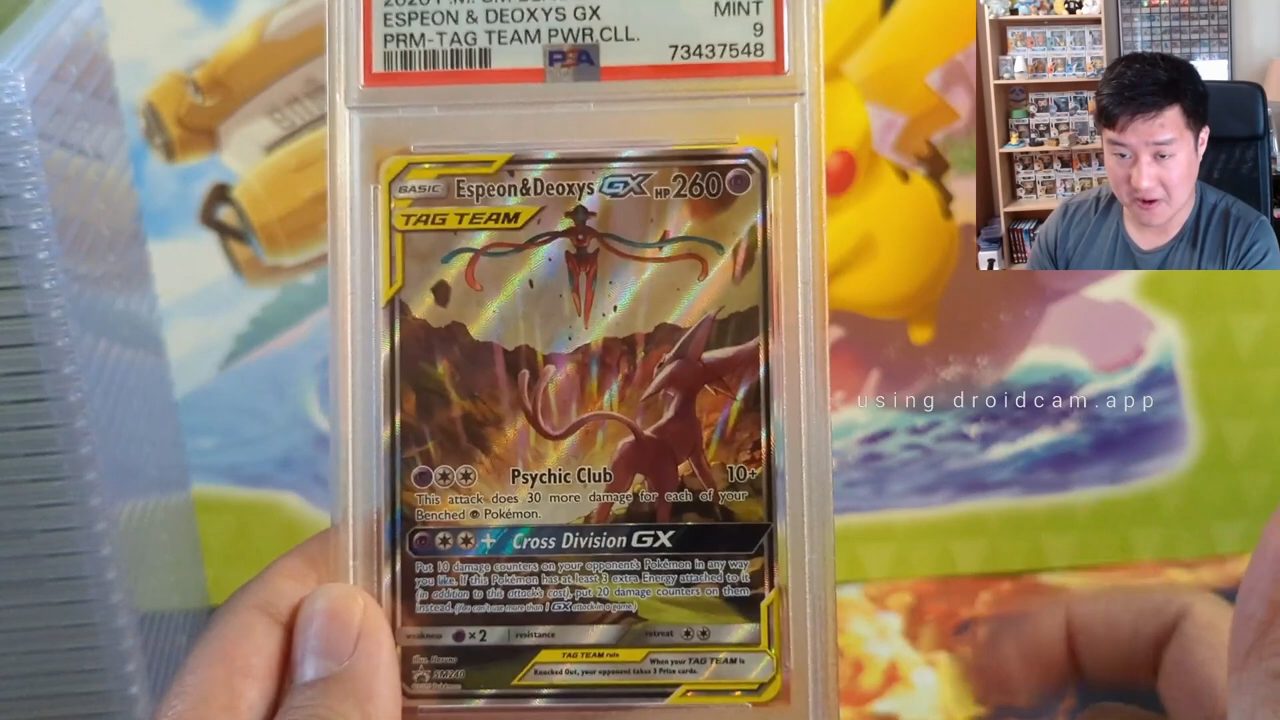 ESPEON & DEOXYS GX MINT
PRM-TAG TEAM PWR.CLL. 9
PSA 73437548
BASIC Espeon&Deoxys GX HP 260
TAG TEAM
using droidcam.app
Psychic Club 10+
This attack does 30 more damage for each of your
Benched Pokémon.
+ Cross Division GX
Put 10 damage counters on your opponent's Pokémon in any way
you like. If this Pokémon has at least 3 extra Energy attached to it
(in addition to this attack's cost), put 20 damage counters on them
instead. (You can't use more than 1 GX attack in a game.)
weakness ×2 resistance retreat
TAG TEAM rule When your TAG TEAM is
Knocked Out, your opponent takes 3 Prize cards.
SM240